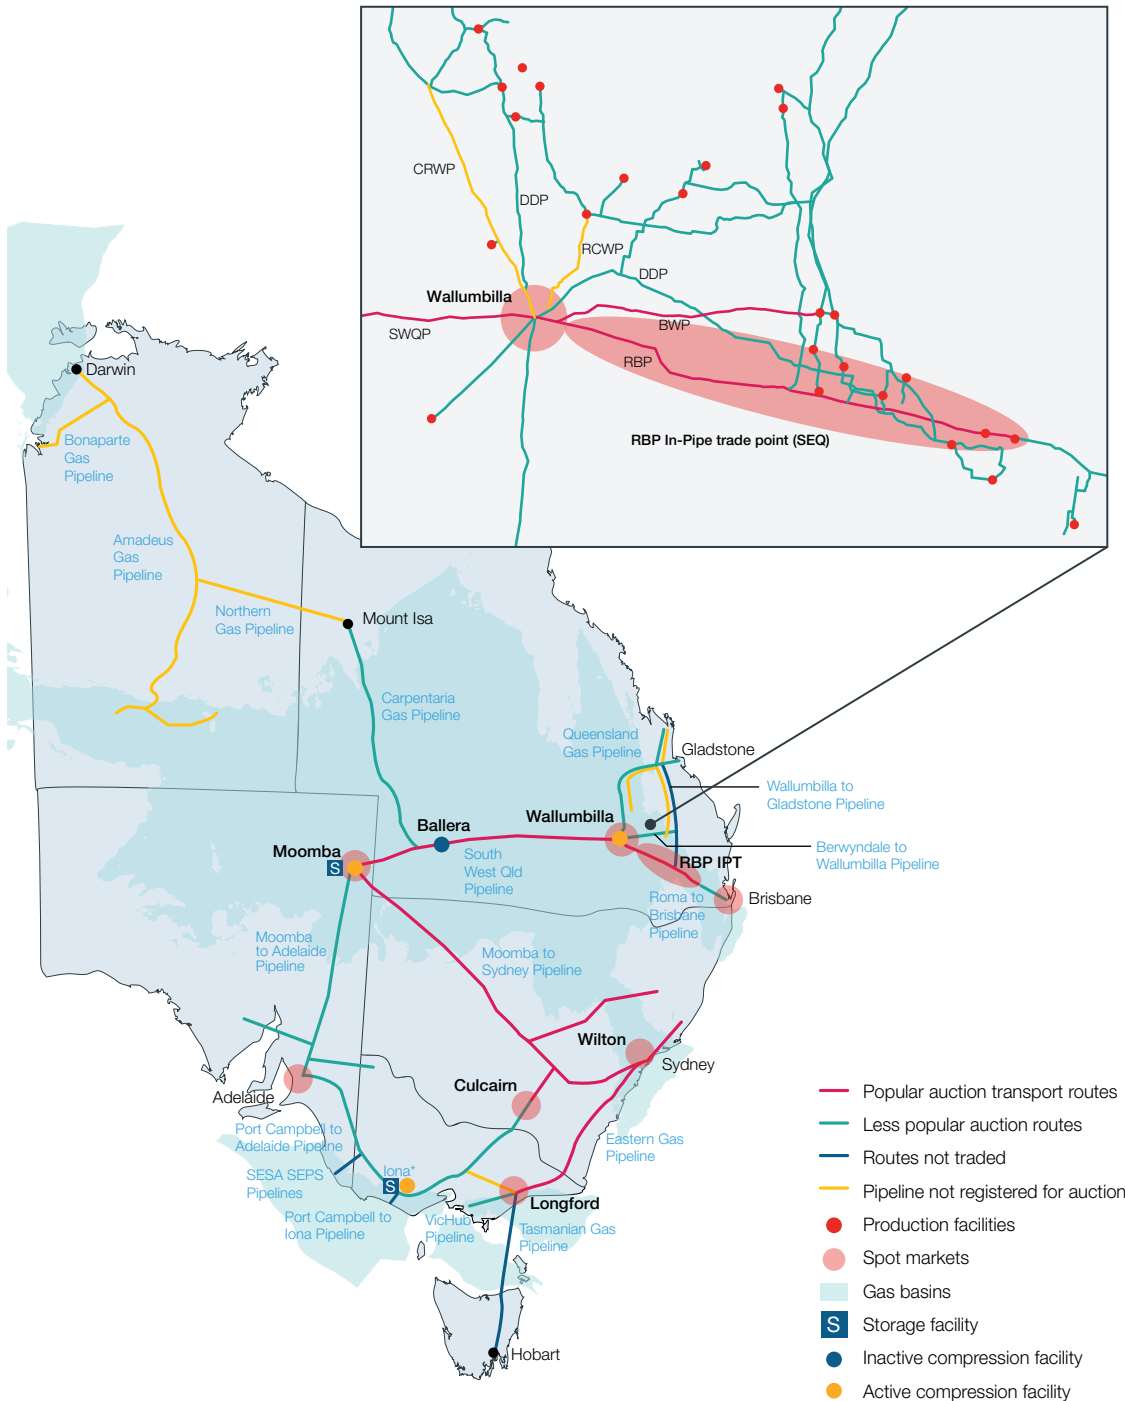 CRWP
DDP
RCWP
DDP
Wallumbilla
SWQP
BWP
RBP
RBP In-Pipe trade point (SEQ)
Darwin
Bonaparte
Gas
Pipeline
Amadeus
Gas
Pipeline
Northern
Gas Pipeline
Mount Isa
Carpentaria
Gas Pipeline
Queensland
Gas Pipeline
Gladstone
Wallumbilla to
Gladstone Pipeline
Wallumbilla
Ballera
Berwyndale to
Wallumbilla Pipeline
Moomba
S
South
West Qld
Pipeline
RBP IPT
Roma to
Brisbane
Pipeline
Brisbane
Moomba
to Adelaide
Pipeline
Moomba to
Sydney Pipeline
Wilton
Sydney
Culcairn
Adelaide
Port Campbell to
Adelaide Pipeline
Eastern Gas
Pipeline
SESA SEPS
Pipelines
Iona*
S
Port Campbell to
Iona Pipeline
VicHub
Pipeline
Longford
Tasmanian Gas
Pipeline
Hobart
Popular auction transport routes
Less popular auction routes
Routes not traded
Pipeline not registered for auction
Production facilities
Spot markets
Gas basins
S Storage facility
Inactive compression facility
Active compression facility